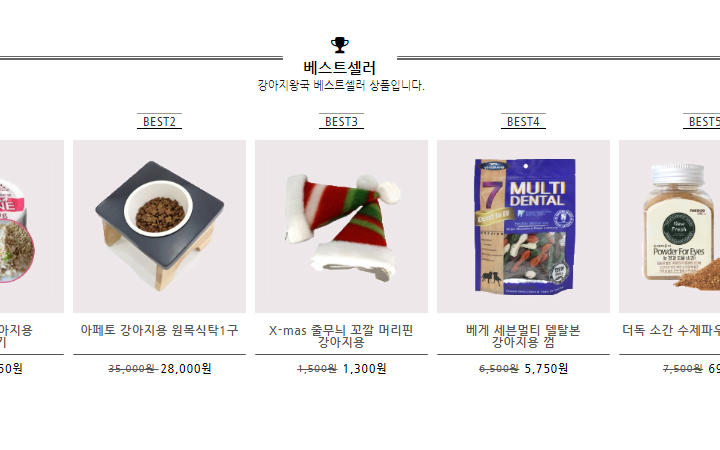 베스트셀러
강아지왕국 베스트셀러 상품입니다.
BEST2
BEST3
BEST4
BEST5
7
MULTI
DENTAL
New
Fresh
Powder For Eyes
아지용
기
아페토 강아지용 원목식탁1구
X-mas 줄무늬 꼬깔 머리핀
강아지용
베게 세븐멀티 델탈본
강아지용 껌
더독 소간 수제파우
50원
35,000원 28,000원
1,500원 1,300원
6,500원 5,750원
7,500원 69